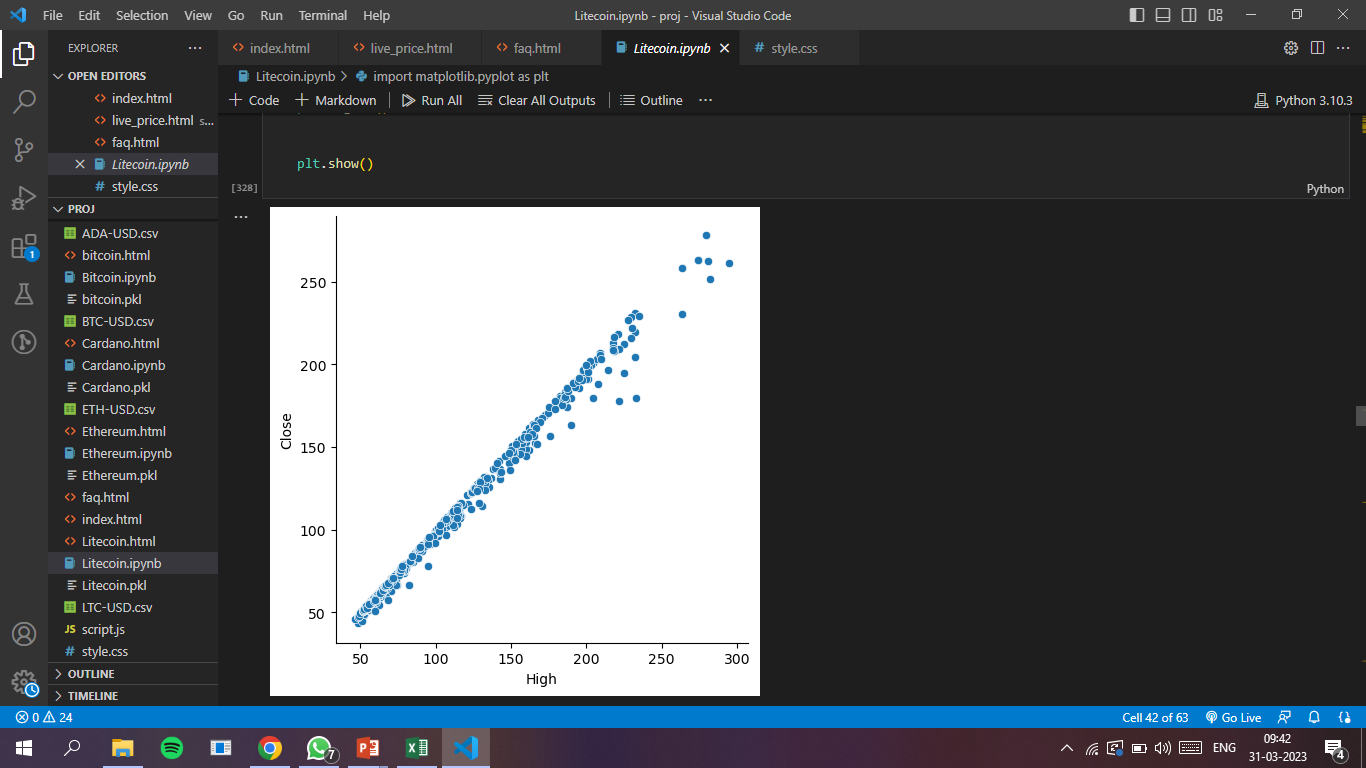 File Edit Selection View Go Run Terminal Help
Litecoin.ipynb - proj - Visual Studio Code
EXPLORER
OPEN EDITORS
index.html
live_price.html s...
faq.html
Litecoin.ipynb
style.css
PROJ
ADA-USD.csv
bitcoin.html
Bitcoin.ipynb
bitcoin.pkl
BTC-USD.csv
Cardano.html
Cardano.ipynb
Cardano.pkl
ETH-USD.csv
Ethereum.html
Ethereum.ipynb
Ethereum.pkl
faq.html
index.html
Litecoin.html
Litecoin.ipynb
Litecoin.pkl
LTC-USD.csv
JS script.js
# style.css
OUTLINE
TIMELINE
index.html live_price.html faq.html Litecoin.ipynb # style.css
Litecoin.ipynb > import matplotlib.pyplot as plt
+ Code + Markdown Run All Clear All Outputs Outline ... Python 3.10.3
plt.show()
[328]
Python
Close
250
200
150
100
50
50 100 150 200 250 300
High
0 24 Cell 42 of 63 Go Live
7 ENG 09:42
31-03-2023 4
1